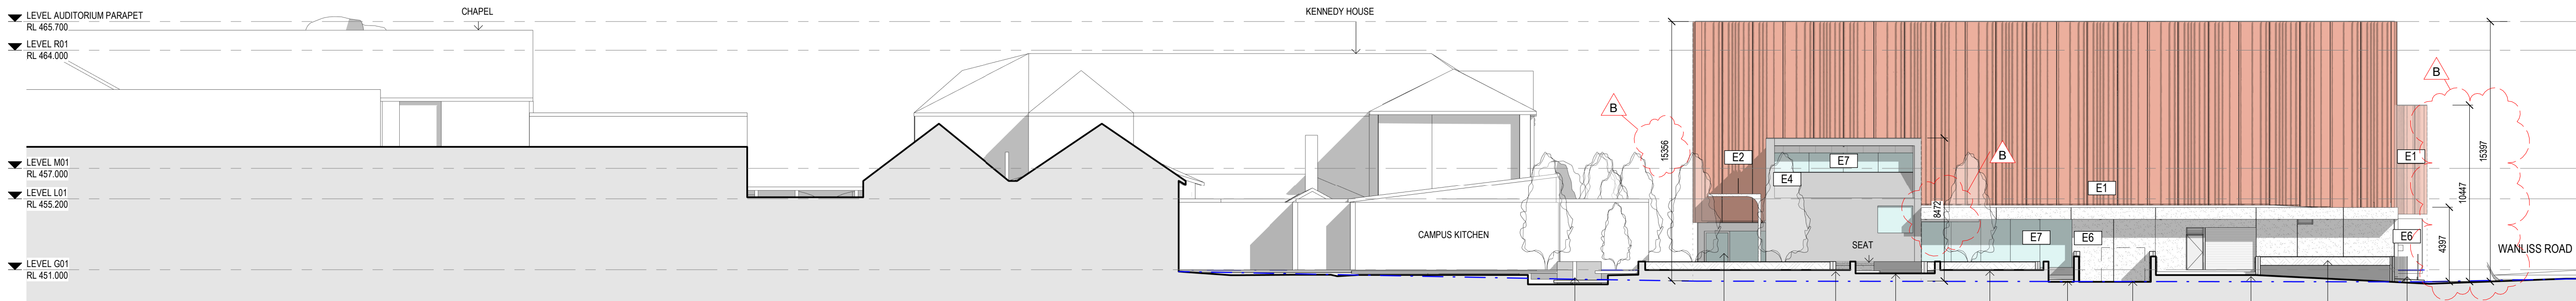 LEVEL AUDITORIUM PARAPET
RL 465.700
LEVEL R01
RL 464.000
LEVEL M01
RL 457.000
LEVEL L01
RL 455.200
LEVEL G01
RL 451.000
CHAPEL
KENNEDY HOUSE
CAMPUS KITCHEN
B
15356
E2
E4
E7
8472
SEAT
B
E1
E7
E6
E1
E6
B
4397
10447
15397
WANLISS ROAD